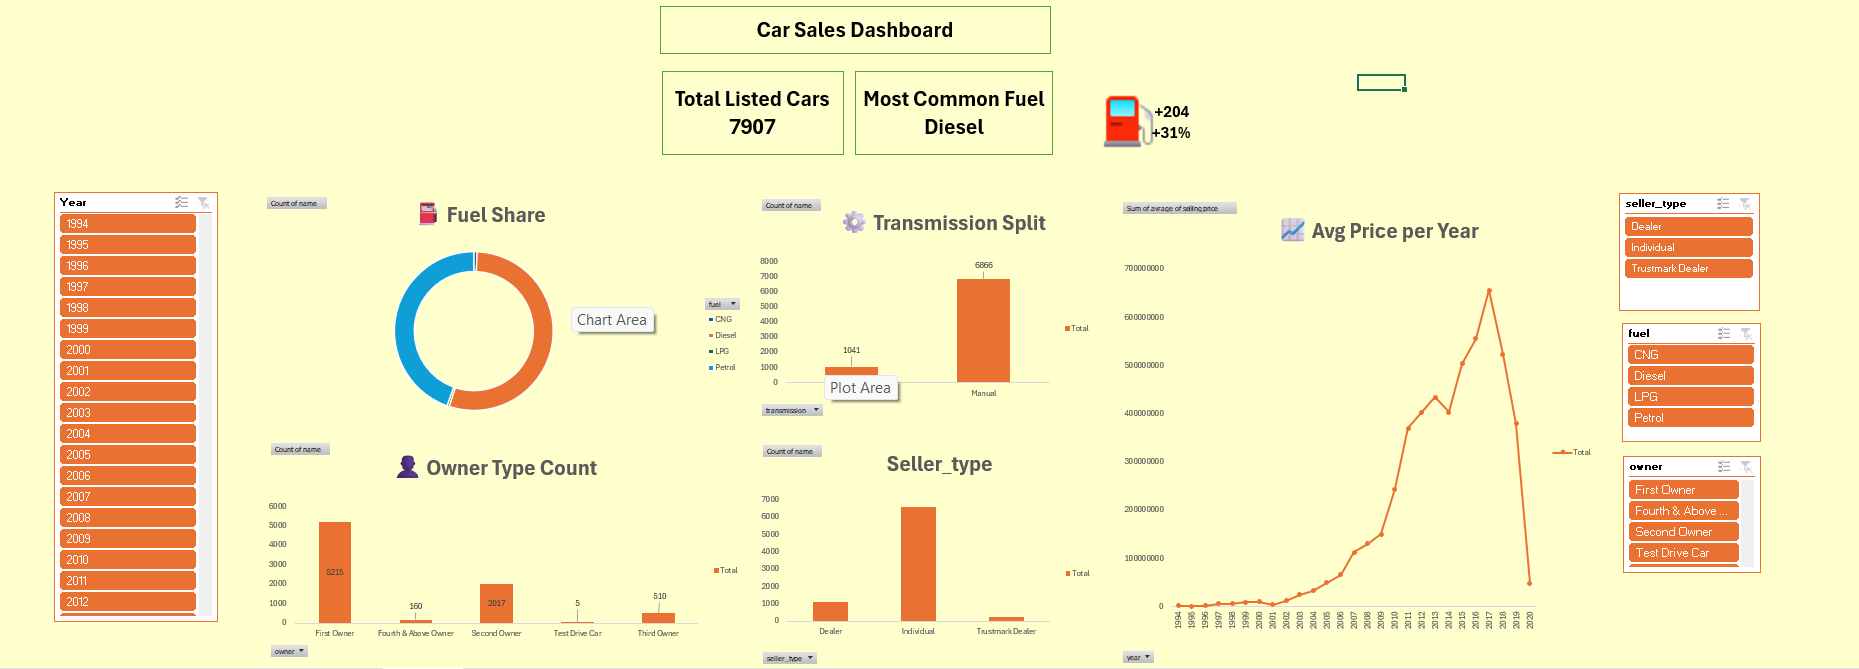 Car Sales Dashboard
Total Listed Cars
7907
Most Common Fuel
Diesel
+204
+31%
Year
1994
1995
1996
1997
1998
1999
2000
2001
2002
2003
2004
2005
2006
2007
2008
2009
2010
2011
2012
Count of name
Fuel Share
Chart Area
fuel
CNG
Diesel
LPG
Petrol
Count of name
Transmission Split
8000
7000
6000
5000
4000
3000
2000
1000
0
1041
6866
Plot Area
Manual
Total
transmission
Count of name
Owner Type Count
6000
5000
4000
3000
2000
1000
0
5215
160
2017
5
510
First Owner
Fourth & Above Owner
Second Owner
Test Drive Car
Third Owner
Total
owner
Count of name
Seller_type
7000
6000
5000
4000
3000
2000
1000
0
Dealer
Individual
Trustmark Dealer
Total
seller_type
Sum of avrage of selling price
Avg Price per Year
700000000
600000000
500000000
400000000
300000000
200000000
100000000
0
1994
1995
1996
1997
1998
1999
2000
2001
2002
2003
2004
2005
2006
2007
2008
2009
2010
2011
2012
2013
2014
2015
2016
2017
2018
2019
2020
Total
year
seller_type
Dealer
Individual
Trustmark Dealer
fuel
CNG
Diesel
LPG
Petrol
owner
First Owner
Fourth & Above ...
Second Owner
Test Drive Car